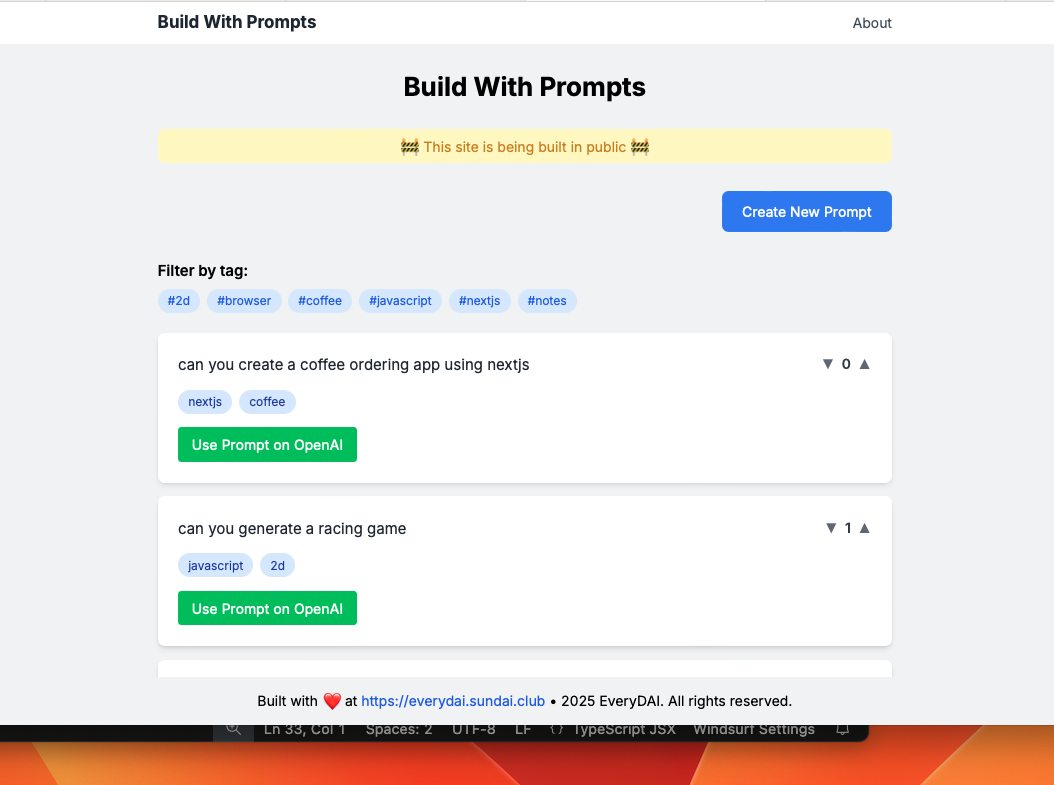 Build With Prompts About
Build With Prompts
🚧 This site is being built in public 🚧
Create New Prompt
Filter by tag:
#2d #browser #coffee #javascript #nextjs #notes
can you create a coffee ordering app using nextjs ▼ 0 ▲
nextjs coffee
Use Prompt on OpenAI
can you generate a racing game ▼ 1 ▲
javascript 2d
Use Prompt on OpenAI
Built with ❤️ at https://everydai.sundai.club • 2025 EveryDAI. All rights reserved.
Ln 33, Col 1 Spaces: 2 UTF-8 LF {} TypeScript JSX Windsurf Settings